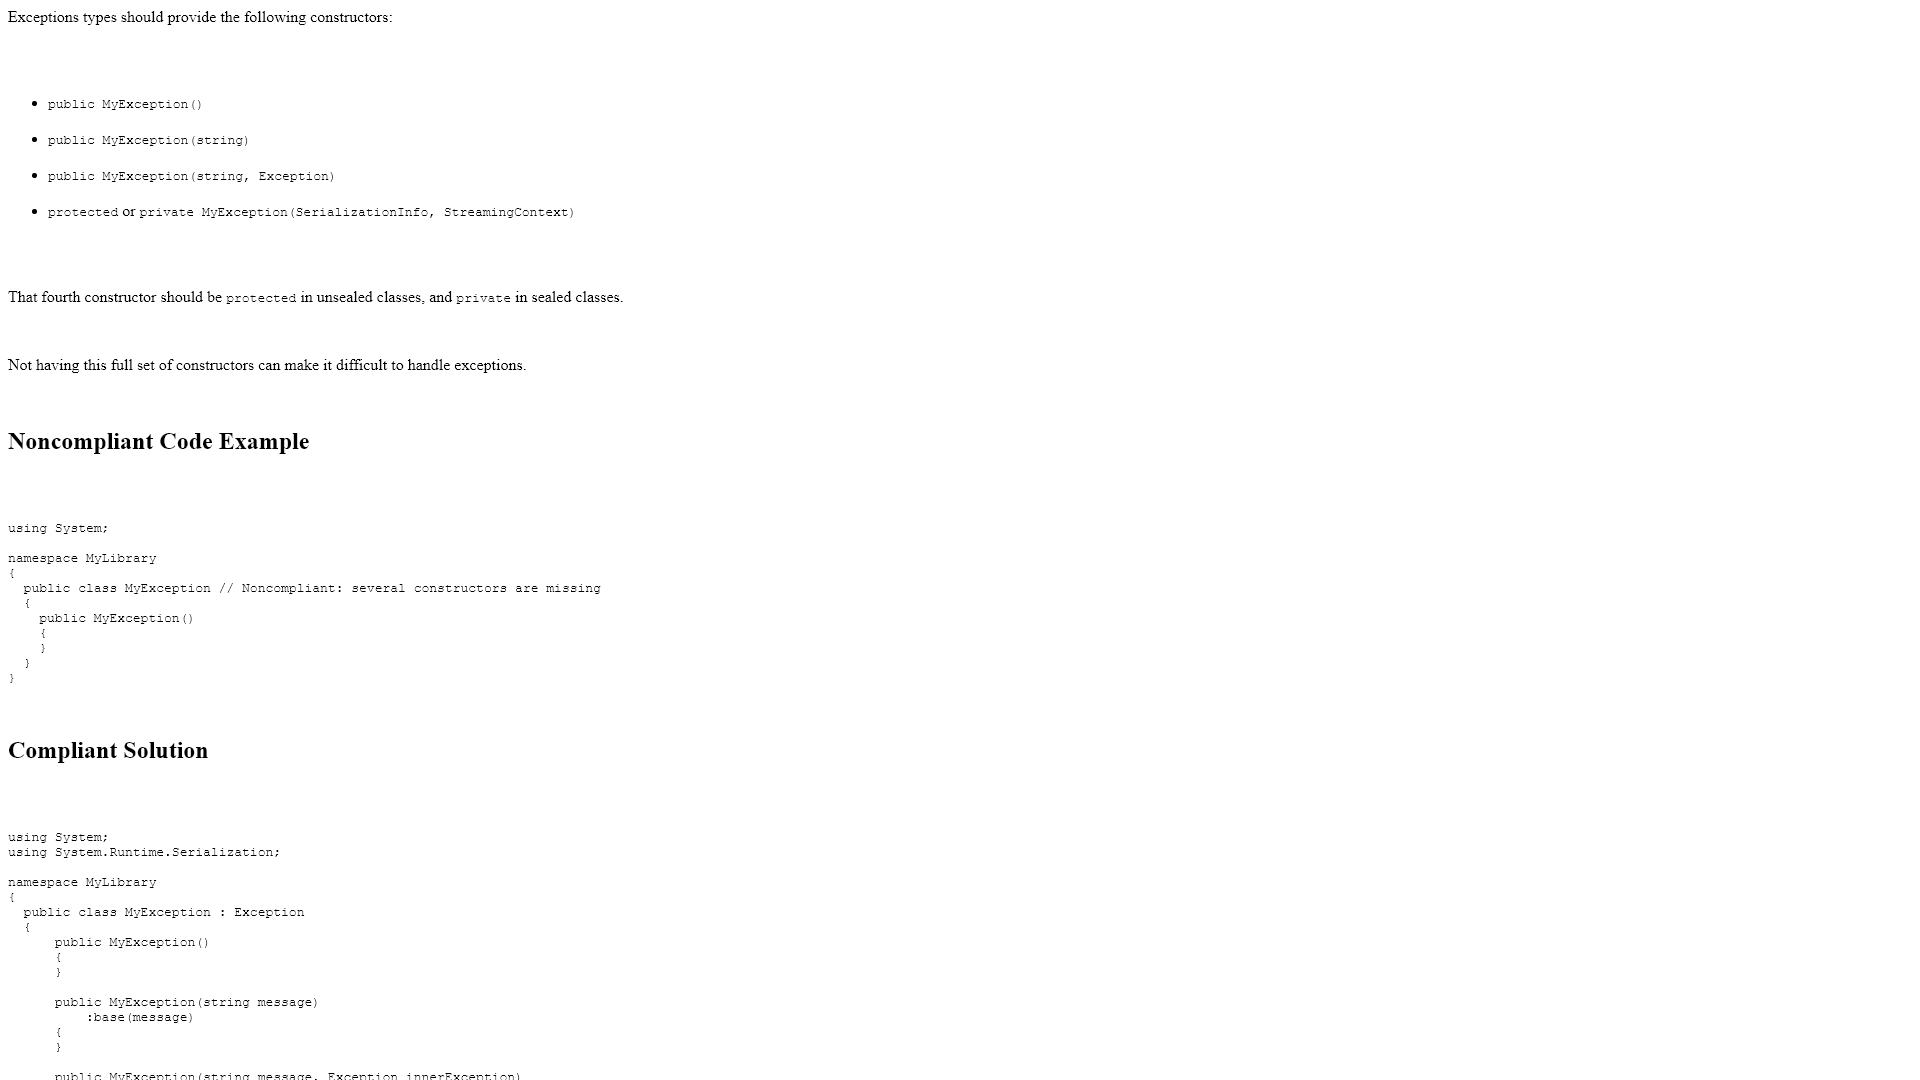 Exceptions types should provide the following constructors:
• public MyException()
• public MyException(string)
• public MyException(string, Exception)
• protected or private MyException(SerializationInfo, StreamingContext)
That fourth constructor should be protected in unsealed classes, and private in sealed classes.
Not having this full set of constructors can make it difficult to handle exceptions.
Noncompliant Code Example
using System;
namespace MyLibrary
{
  public class MyException // Noncompliant: several constructors are missing
  {
    public MyException()
    {
    }
  }
}
Compliant Solution
using System;
using System.Runtime.Serialization;
namespace MyLibrary
{
  public class MyException : Exception
  {
      public MyException()
      {
      }
      public MyException(string message)
          :base(message)
      {
      }
      public MyException(string message, Exception innerException)